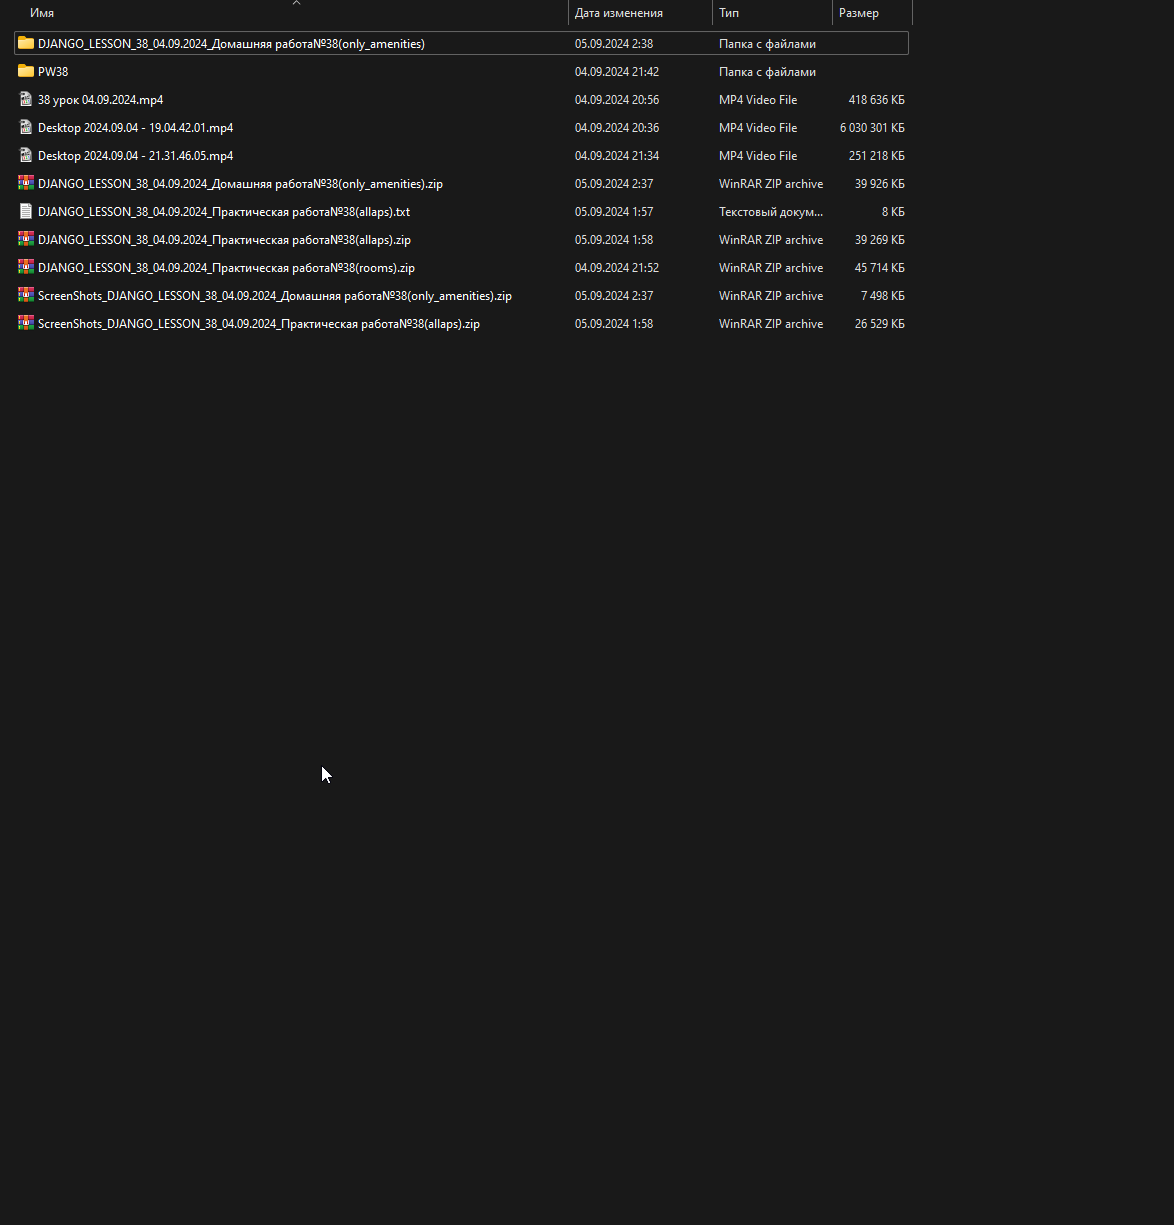 Имя Дата изменения Тип Размер
DJANGO_LESSON_38_04.09.2024_Домашняя работа№38(only_amenities) 05.09.2024 2:38 Папка с файлами
PW38 04.09.2024 21:42 Папка с файлами
38 урок 04.09.2024.mp4 04.09.2024 20:56 MP4 Video File 418 636 КБ
Desktop 2024.09.04 - 19.04.42.01.mp4 04.09.2024 20:36 MP4 Video File 6 030 301 КБ
Desktop 2024.09.04 - 21.31.46.05.mp4 04.09.2024 21:34 MP4 Video File 251 218 КБ
DJANGO_LESSON_38_04.09.2024_Домашняя работа№38(only_amenities).zip 05.09.2024 2:37 WinRAR ZIP archive 39 926 КБ
DJANGO_LESSON_38_04.09.2024_Практическая работа№38(allaps).txt 05.09.2024 1:57 Текстовый докум... 8 КБ
DJANGO_LESSON_38_04.09.2024_Практическая работа№38(allaps).zip 05.09.2024 1:58 WinRAR ZIP archive 39 269 КБ
DJANGO_LESSON_38_04.09.2024_Практическая работа№38(rooms).zip 04.09.2024 21:52 WinRAR ZIP archive 45 714 КБ
ScreenShots_DJANGO_LESSON_38_04.09.2024_Домашняя работа№38(only_amenities).zip 05.09.2024 2:37 WinRAR ZIP archive 7 498 КБ
ScreenShots_DJANGO_LESSON_38_04.09.2024_Практическая работа№38(allaps).zip 05.09.2024 1:58 WinRAR ZIP archive 26 529 КБ